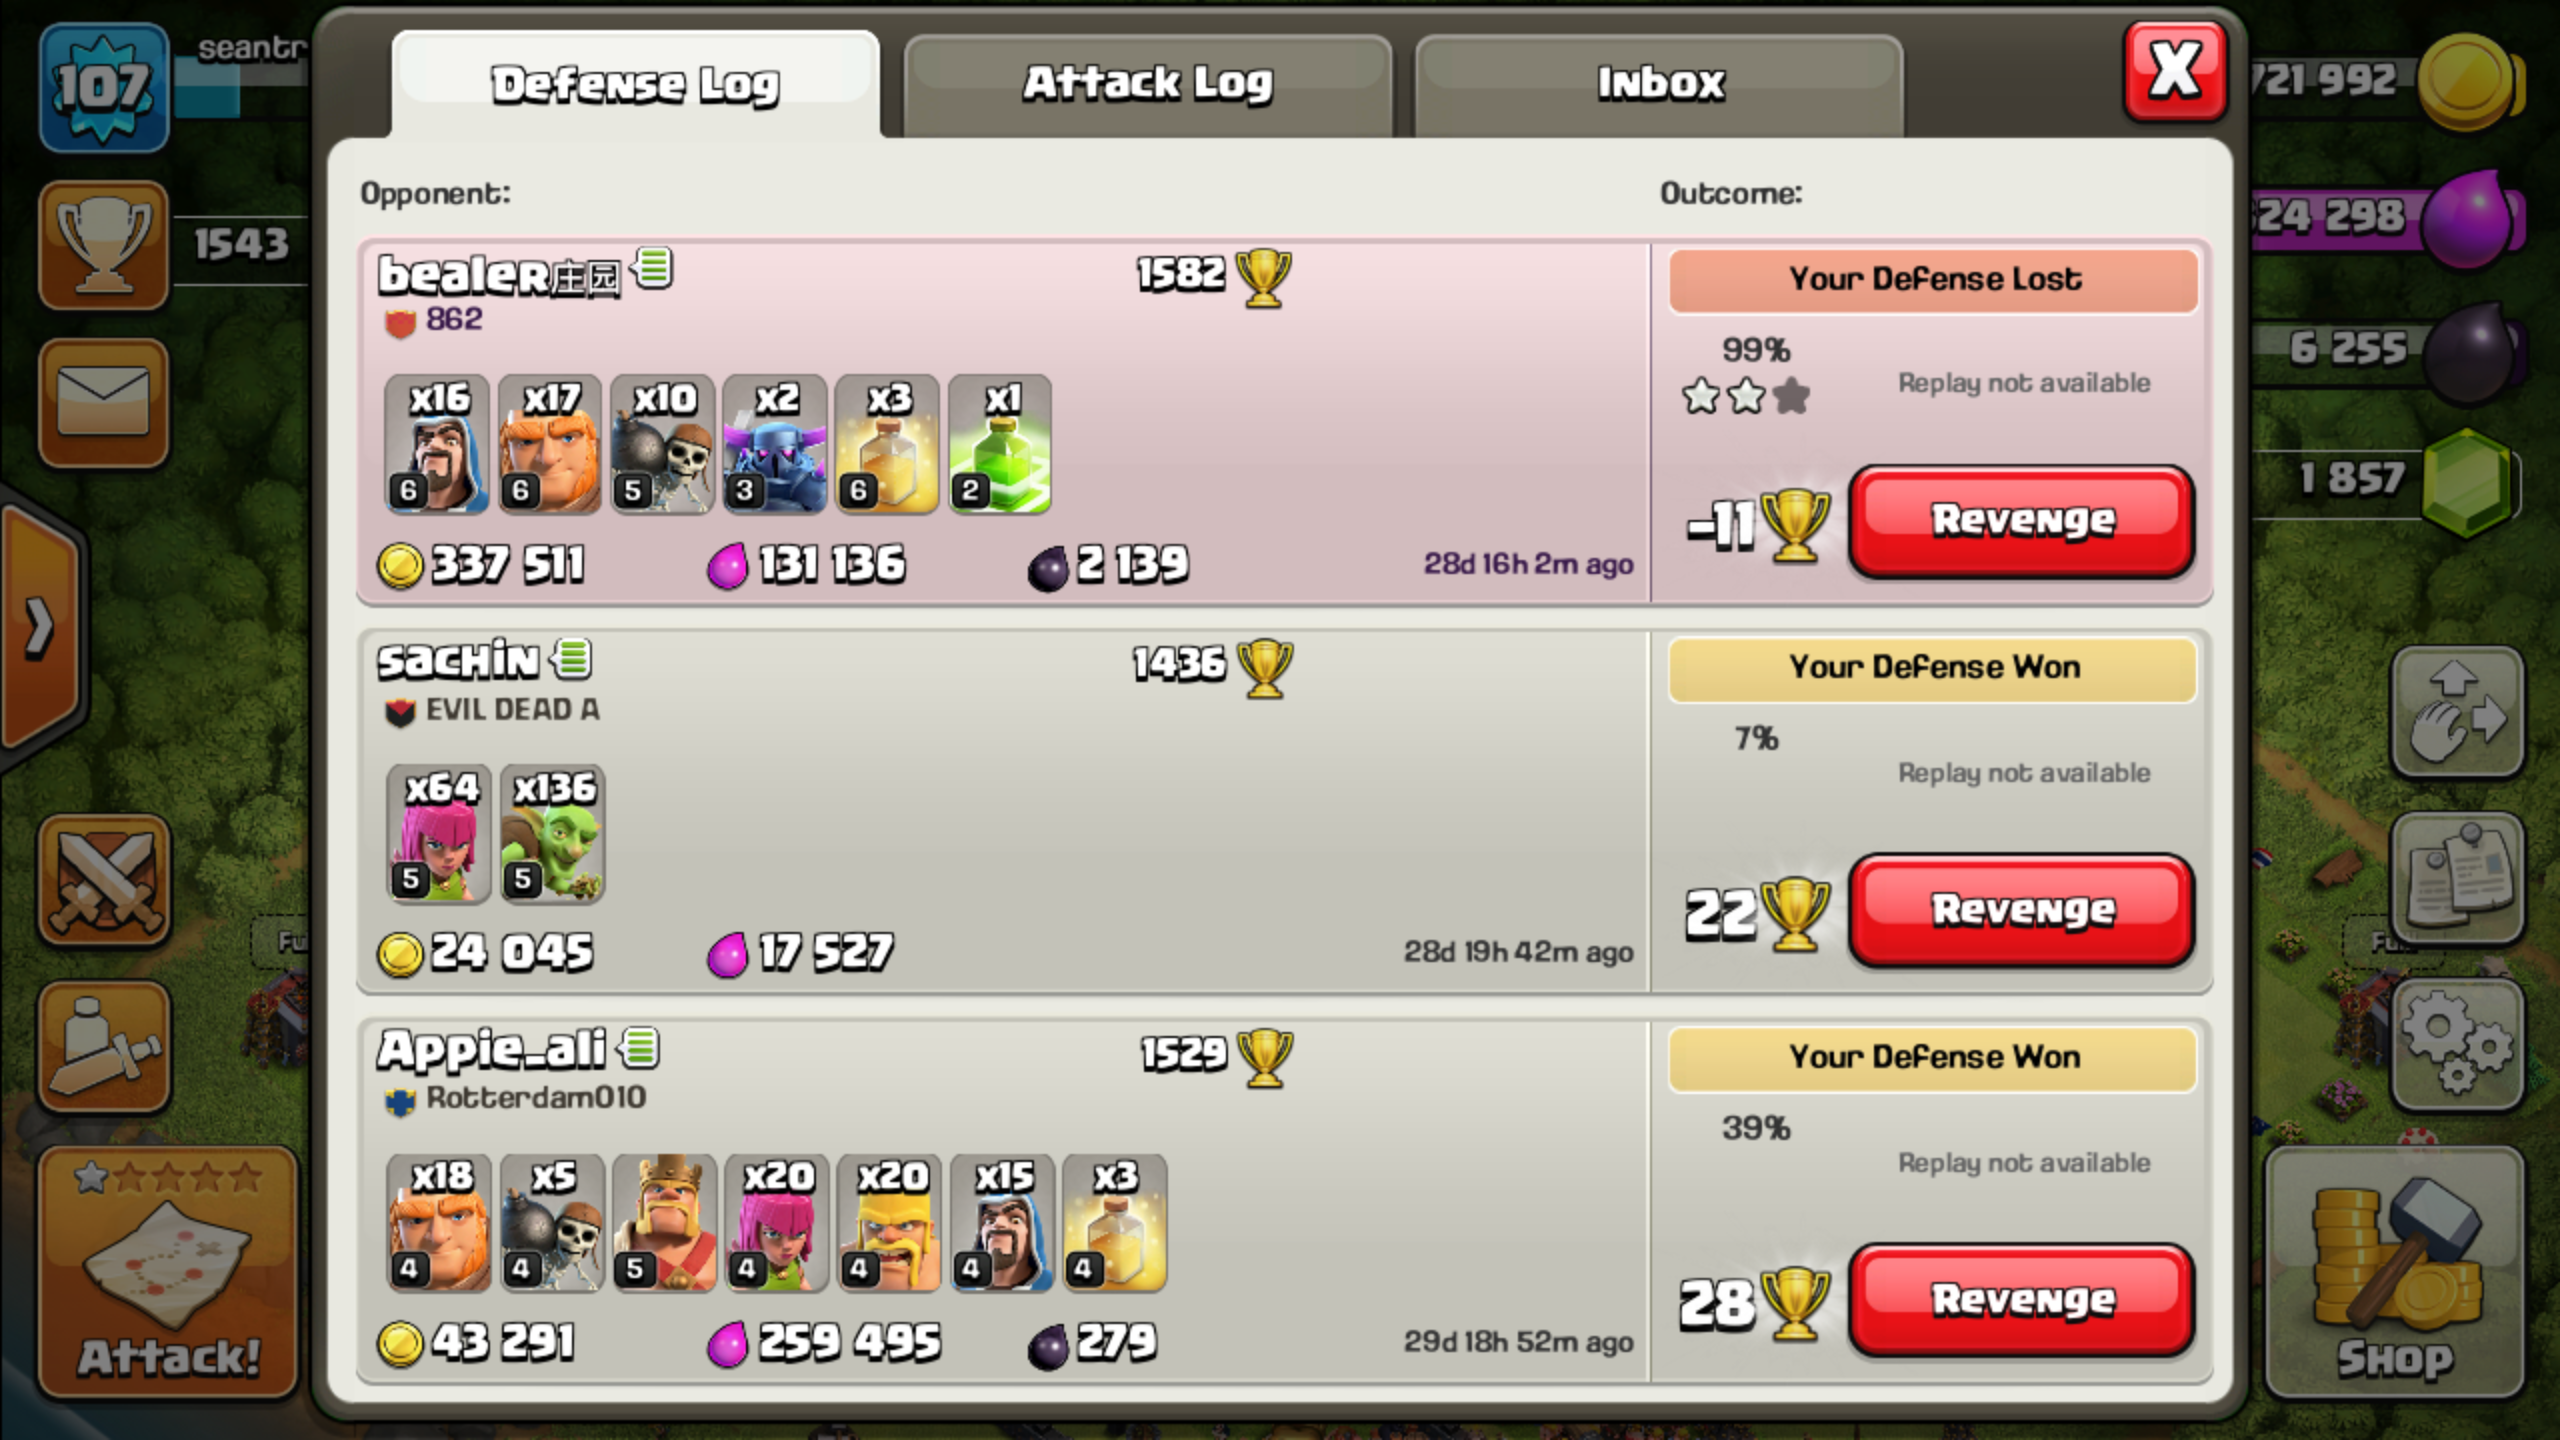 107
seantr
Defense Log
Attack Log
Inbox
X
721 992
1543
24 298
6 255
1 857
Opponent:
Outcome:
bealeR庄园
1582
Your Defense Lost
862
99%
Replay not available
x16 x17 x10 x2 x3 x1
6 6 5 3 6 2
-11
Revenge
337 511
131 136
2 139
28d 16h 2m ago
sacHiN
1436
Your Defense Won
EVIL DEAD A
7%
Replay not available
x64 x136
5 5
22
Revenge
24 045
17 527
28d 19h 42m ago
Appie_ali
1529
Your Defense Won
Rotterdam010
39%
Replay not available
x18 x5 x20 x20 x15 x3
4 4 5 4 4 4 4
28
Revenge
43 291
259 495
279
29d 18h 52m ago
Attack!
Shop